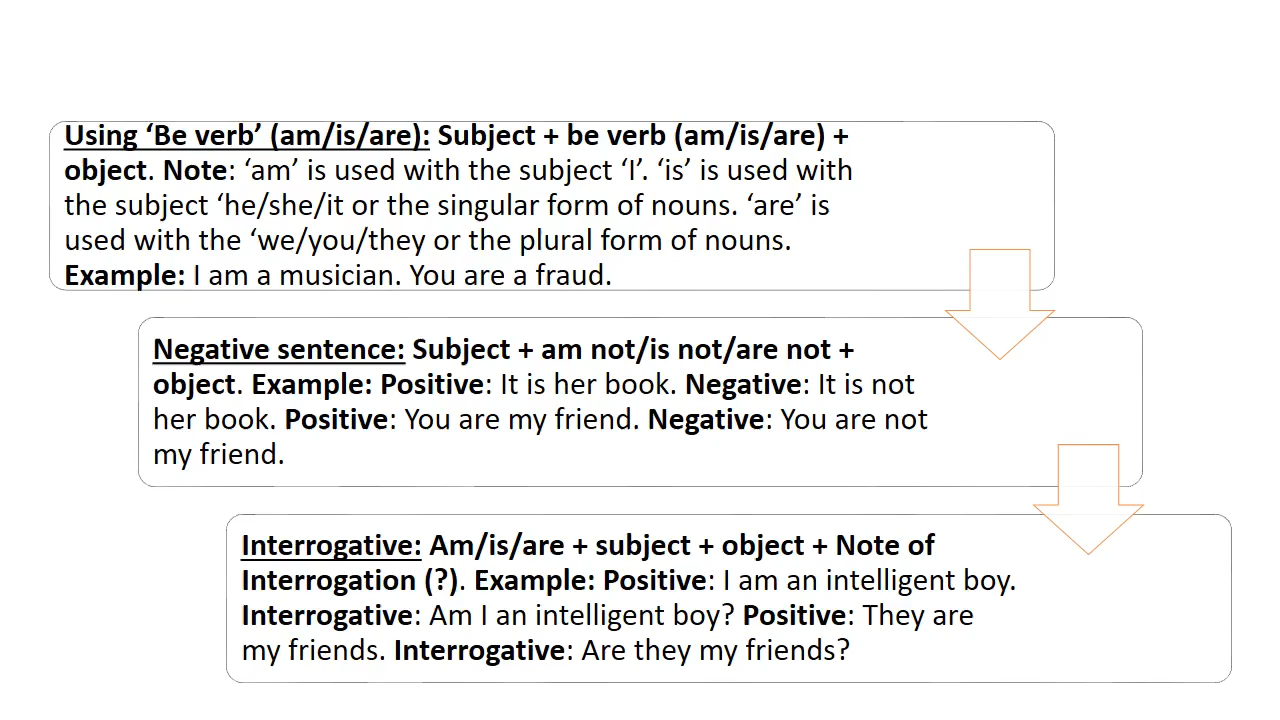 Using ‘Be verb’ (am/is/are): Subject + be verb (am/is/are) +
object. Note: ‘am’ is used with the subject ‘I’. ‘is’ is used with
the subject ‘he/she/it or the singular form of nouns. ‘are’ is
used with the ‘we/you/they or the plural form of nouns.
Example: I am a musician. You are a fraud.
Negative sentence: Subject + am not/is not/are not +
object. Example: Positive: It is her book. Negative: It is not
her book. Positive: You are my friend. Negative: You are not
my friend.
Interrogative: Am/is/are + subject + object + Note of
Interrogation (?). Example: Positive: I am an intelligent boy.
Interrogative: Am I an intelligent boy? Positive: They are
my friends. Interrogative: Are they my friends?